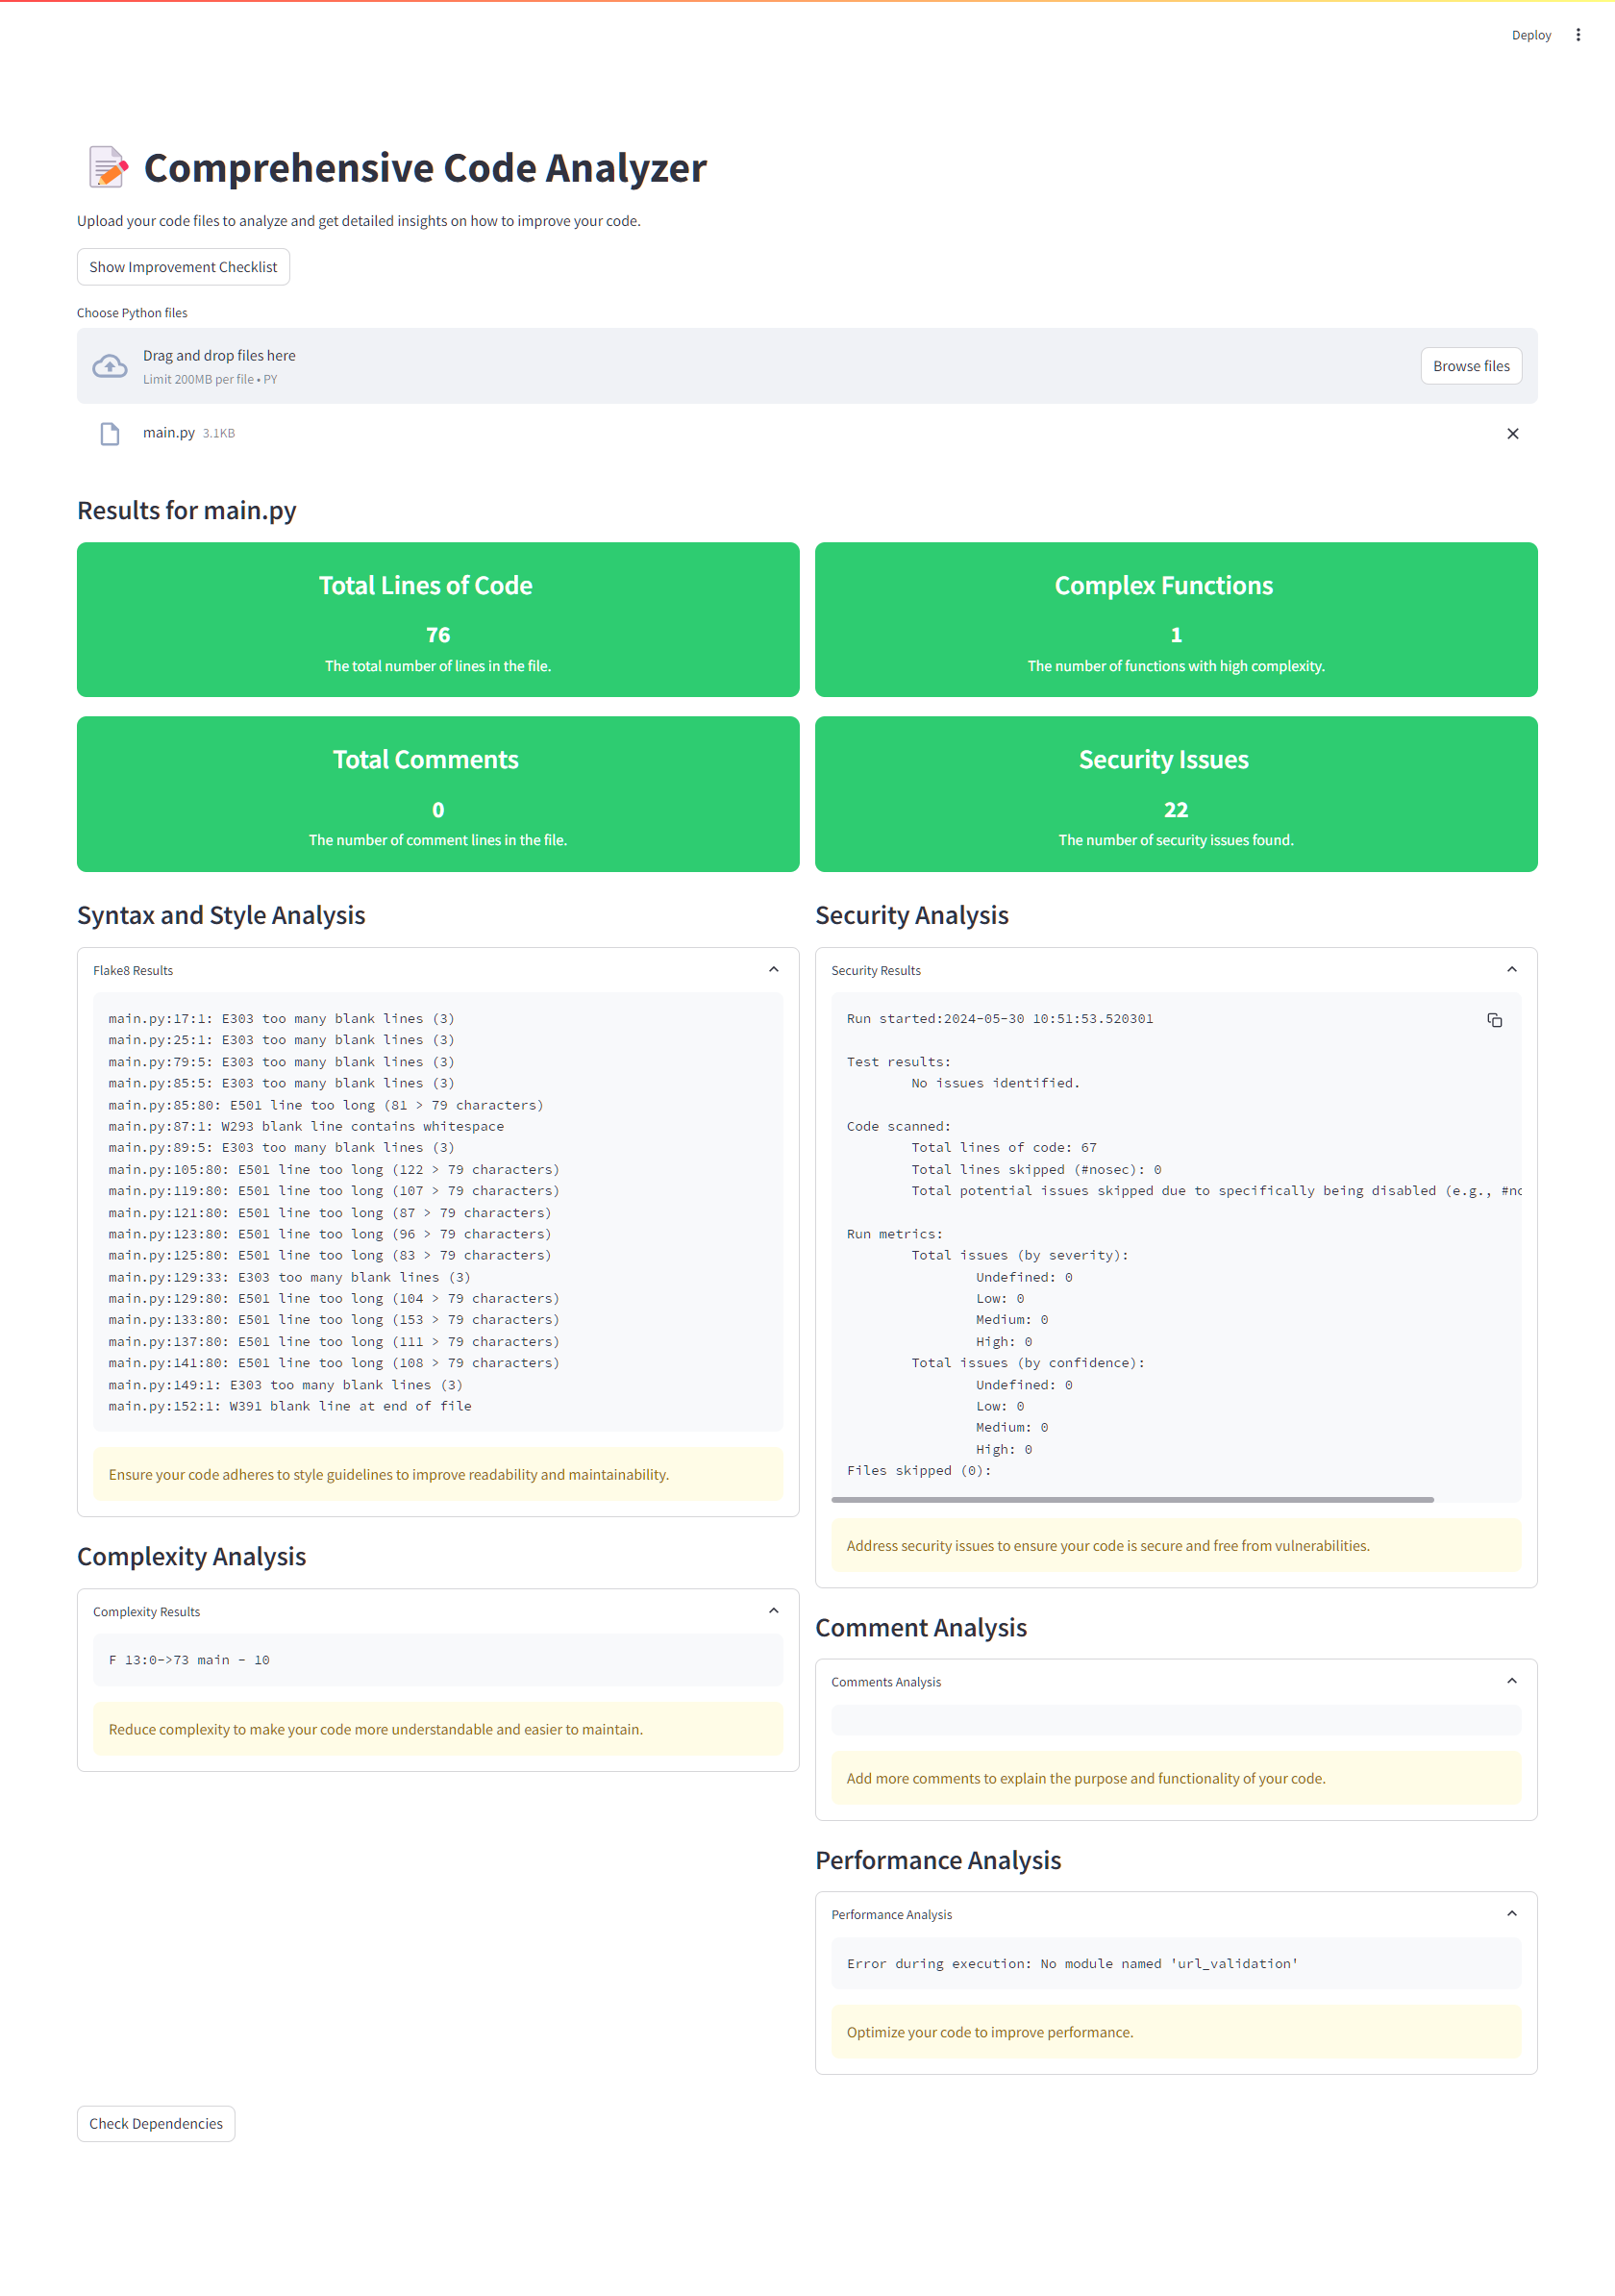 Deploy
Comprehensive Code Analyzer
Upload your code files to analyze and get detailed insights on how to improve your code.
Show Improvement Checklist
Choose Python files
Drag and drop files here
Limit 200MB per file • PY
Browse files
main.py 3.1KB
Results for main.py
Total Lines of Code
76
The total number of lines in the file.
Complex Functions
1
The number of functions with high complexity.
Total Comments
0
The number of comment lines in the file.
Security Issues
22
The number of security issues found.
Syntax and Style Analysis
Flake8 Results
main.py:17:1: E303 too many blank lines (3)
main.py:25:1: E303 too many blank lines (3)
main.py:79:5: E303 too many blank lines (3)
main.py:85:5: E303 too many blank lines (3)
main.py:85:80: E501 line too long (81 > 79 characters)
main.py:87:1: W293 blank line contains whitespace
main.py:89:5: E303 too many blank lines (3)
main.py:105:80: E501 line too long (122 > 79 characters)
main.py:119:80: E501 line too long (107 > 79 characters)
main.py:121:80: E501 line too long (87 > 79 characters)
main.py:123:80: E501 line too long (96 > 79 characters)
main.py:125:80: E501 line too long (83 > 79 characters)
main.py:129:33: E303 too many blank lines (3)
main.py:129:80: E501 line too long (104 > 79 characters)
main.py:133:80: E501 line too long (153 > 79 characters)
main.py:137:80: E501 line too long (111 > 79 characters)
main.py:141:80: E501 line too long (108 > 79 characters)
main.py:149:1: E303 too many blank lines (3)
main.py:152:1: W391 blank line at end of file
Ensure your code adheres to style guidelines to improve readability and maintainability.
Complexity Analysis
Complexity Results
F 13:0->73 main - 10
Reduce complexity to make your code more understandable and easier to maintain.
Security Analysis
Security Results
Run started:2024-05-30 10:51:53.520301
Test results:
No issues identified.
Code scanned:
Total lines of code: 67
Total lines skipped (#nosec): 0
Total potential issues skipped due to specifically being disabled (e.g., #no
Run metrics:
Total issues (by severity):
Undefined: 0
Low: 0
Medium: 0
High: 0
Total issues (by confidence):
Undefined: 0
Low: 0
Medium: 0
High: 0
Files skipped (0):
Address security issues to ensure your code is secure and free from vulnerabilities.
Comment Analysis
Comments Analysis
Add more comments to explain the purpose and functionality of your code.
Performance Analysis
Performance Analysis
Error during execution: No module named 'url_validation'
Optimize your code to improve performance.
Check Dependencies